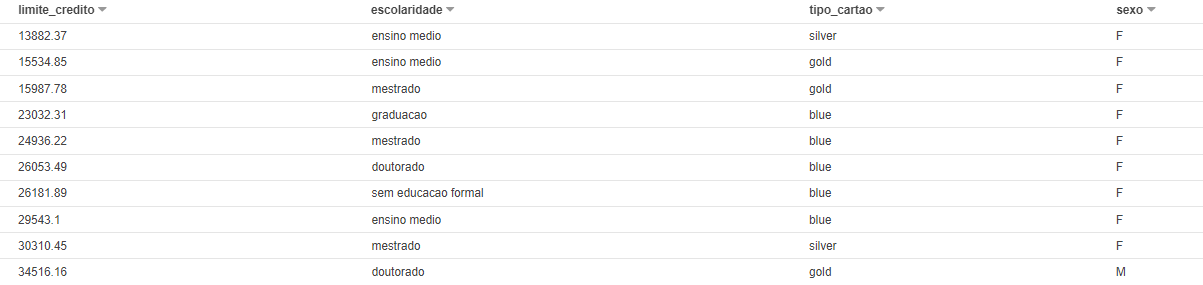 limite_credito escolaridade tipo_cartao sexo
13882.37 ensino medio silver F
15534.85 ensino medio gold F
15987.78 mestrado gold F
23032.31 graduacao blue F
24936.22 mestrado blue F
26053.49 doutorado blue F
26181.89 sem educacao formal blue F
29543.1 ensino medio blue F
30310.45 mestrado silver F
34516.16 doutorado gold M